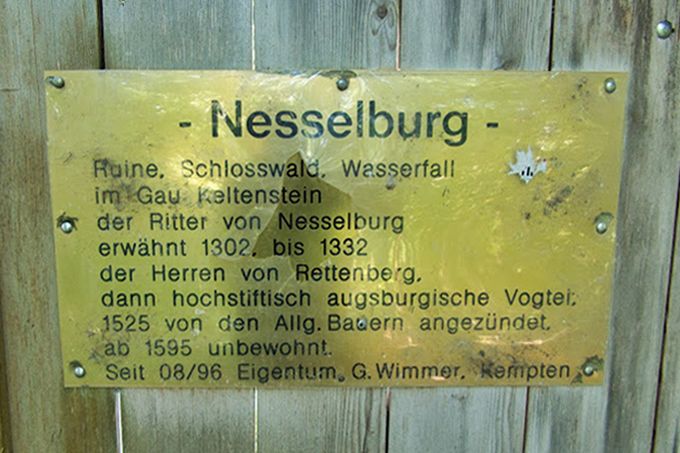 - Nesselburg -
Ruine, Schlosswald, Wasserfall
im Gau Keltenstein
der Ritter von Nesselburg
erwähnt 1302, bis 1332
der Herren von Rettenberg,
dann hochstiftisch augsburgische Vogtei,
1525 von den Allg. Bauern angezündet,
ab 1595 unbewohnt.
Seit 08/96 Eigentum, G. Wimmer, Kempten